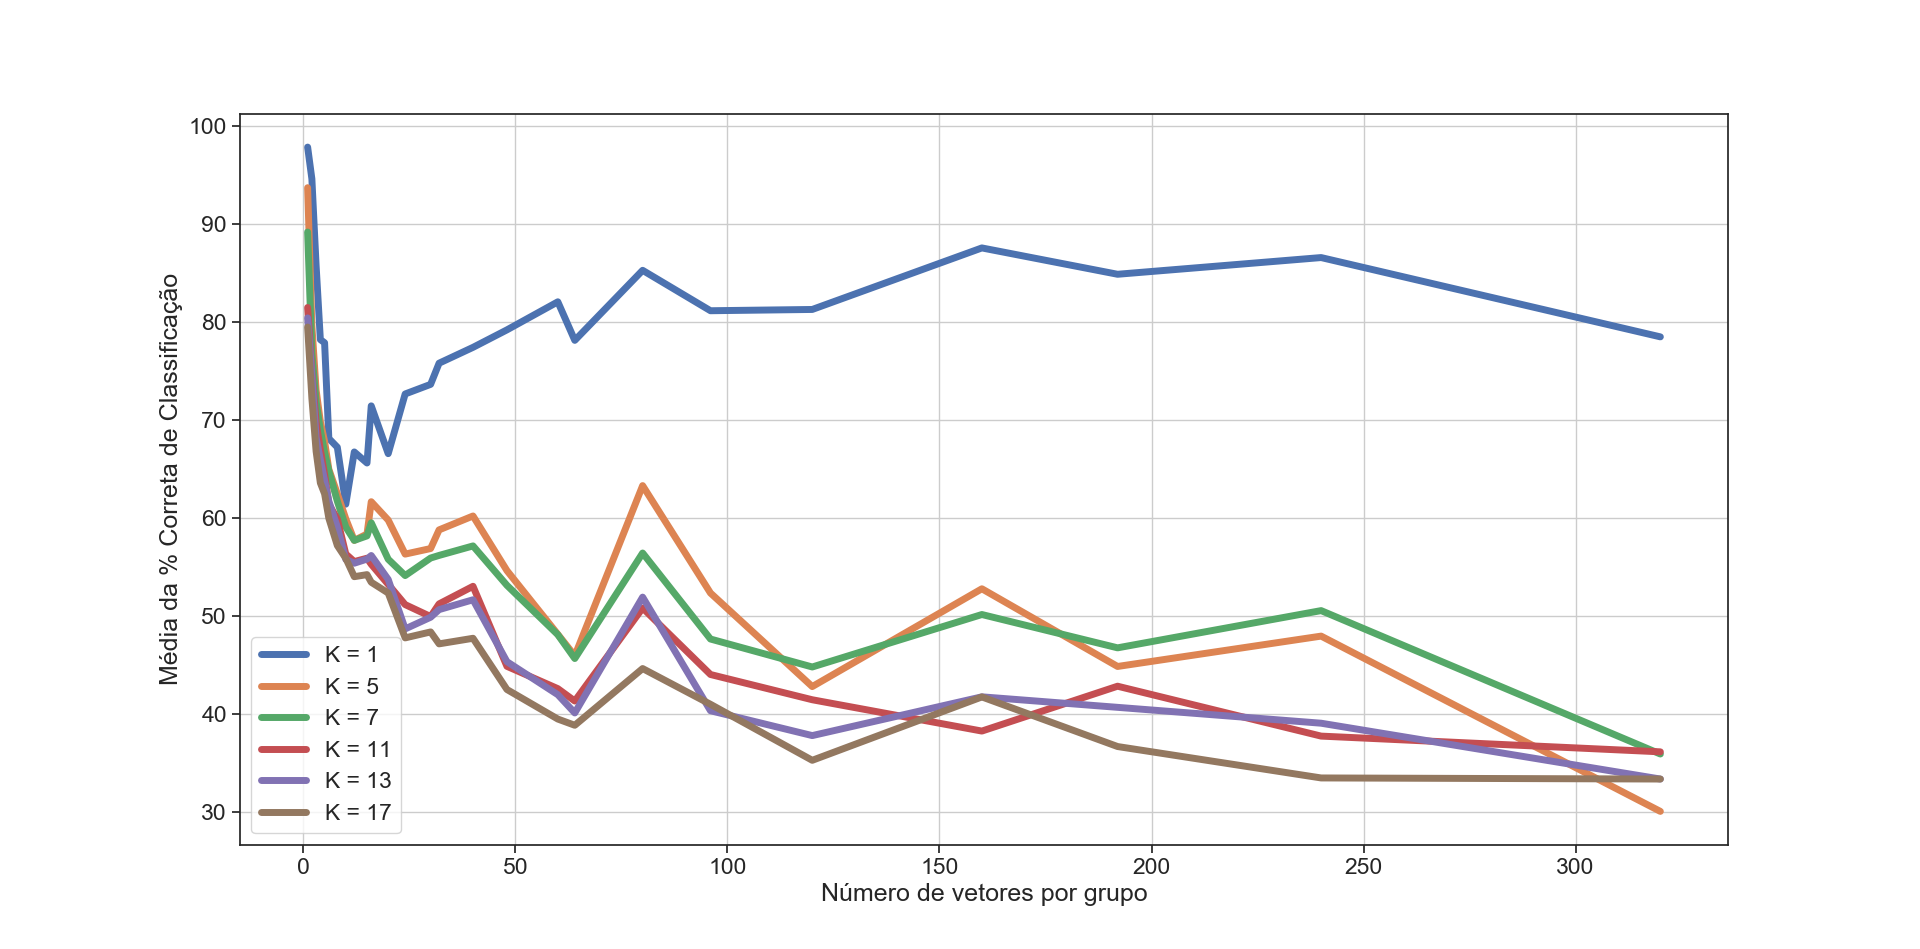 100
90
80
70
60
50
40
30
Média da % Correta de Classificação
K = 1
K = 5
K = 7
K = 11
K = 13
K = 17
0 50 100 150 200 250 300
Número de vetores por grupo